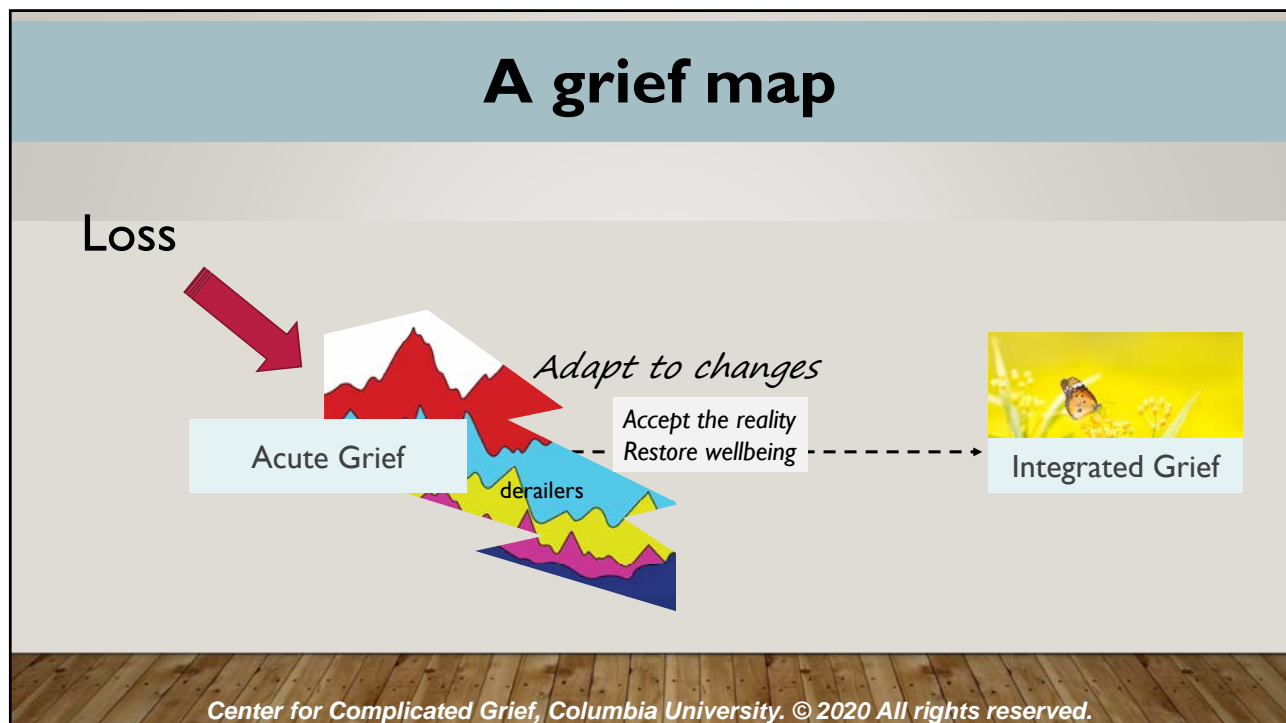 A grief map
Loss
Adapt to changes
Accept the reality
Restore wellbeing
Acute Grief
derailers
Integrated Grief
Center for Complicated Grief, Columbia University. © 2020 All rights reserved.